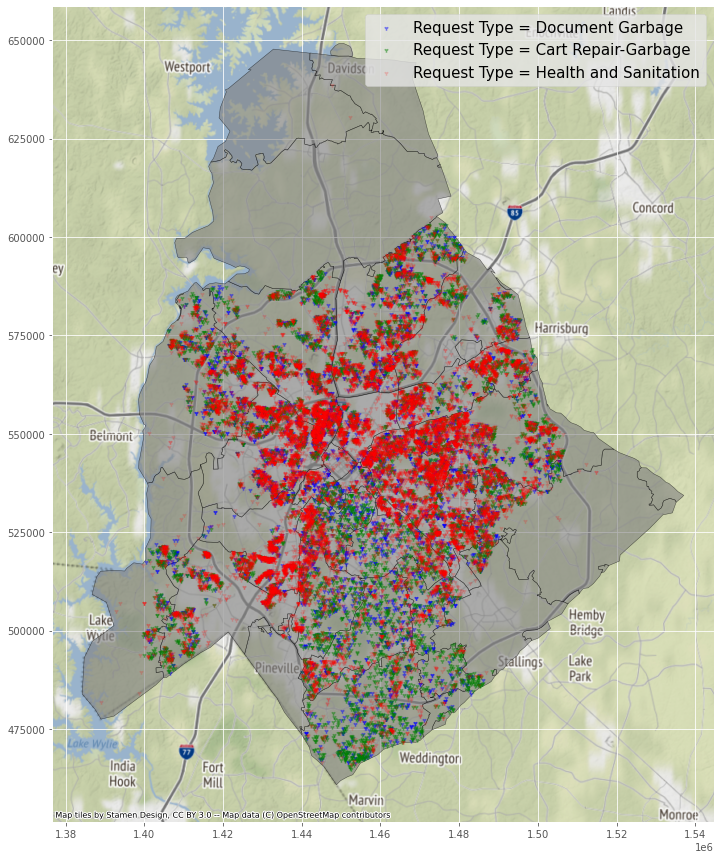 Request Type = Document Garbage
Request Type = Cart Repair-Garbage
Request Type = Health and Sanitation
Landis
650000
Westport
Davidson
625000
Concord
85
600000
ey
575000
Harrisburg
550000
Belmont
525000
Hemby
Bridge
Lake
Wylie
500000
Pineville
Stallings
Lake
Park
475000
Lake Wylie
77
Weddington
India
Hook
Fort
Mill
Marvin
Monroe
Map tiles by Stamen Design, CC BY 3.0 -- Map data (C) OpenStreetMap contributors
1.38 1.40 1.42 1.44 1.46 1.48 1.50 1.52 1.54
1e6